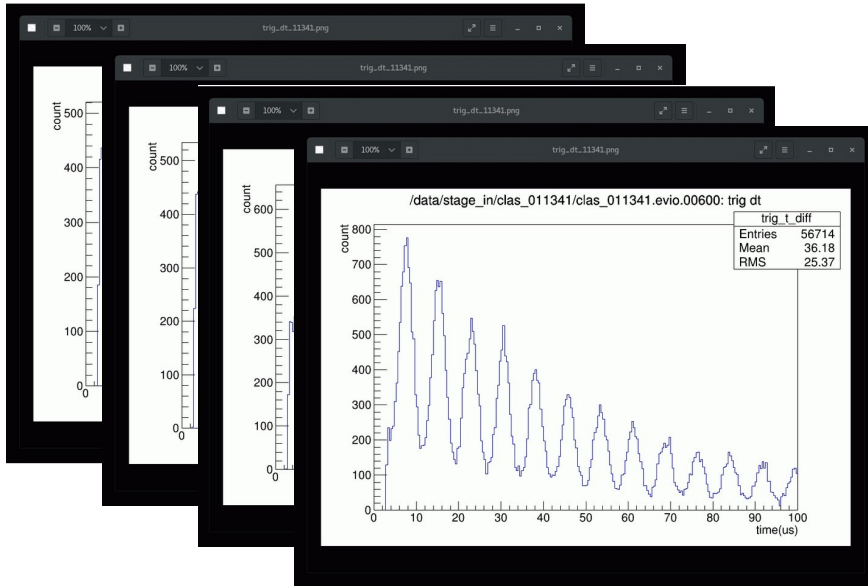 100%
trig_dt_11341.png
count
500
400
300
200
100
0
0
100%
trig_dt_11341.png
count
500
400
300
200
100
0
0
100%
trig_dt_11341.png
count
600
500
400
300
200
100
0
0
100%
trig_dt_11341.png
/data/stage_in/clas_011341/clas_011341.evio.00600: trig dt
trig_t_diff
Entries 56714
Mean 36.18
RMS 25.37
count
800
700
600
500
400
300
200
100
0
0 10 20 30 40 50 60 70 80 90 100
time(us)